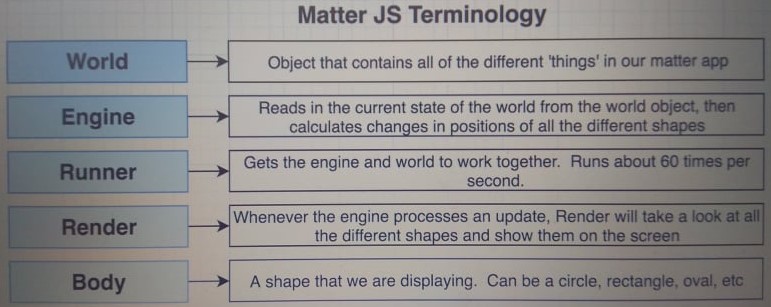 Matter JS Terminology
World
Object that contains all of the different 'things' in our matter app
Engine
Reads in the current state of the world from the world object, then
calculates changes in positions of all the different shapes
Runner
Gets the engine and world to work together. Runs about 60 times per
second.
Render
Whenever the engine processes an update, Render will take a look at all
the different shapes and show them on the screen
Body
A shape that we are displaying. Can be a circle, rectangle, oval, etc